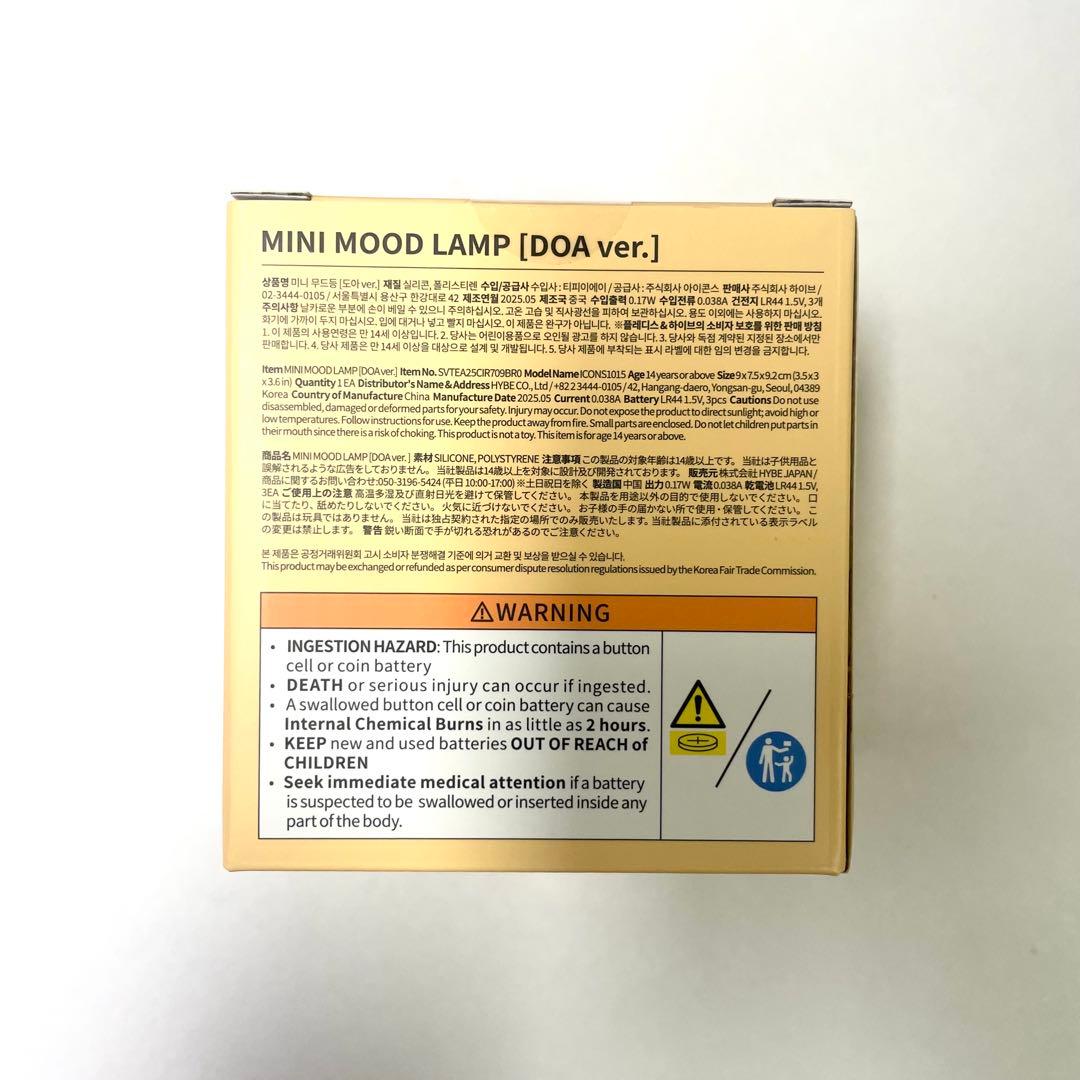 MINI MOOD LAMP [DOA ver.]
상품명 미니 무드등 [도아 ver.] 재질 실리콘, 폴리스티렌 수입/공급사 수입사 : 티피이에이 / 공급사 : 주식회사 아이콘스 판매사 주식회사 하이브 /
02-3444-0105 / 서울특별시 용산구 한강대로 42 제조연월 2025.05 제조국 중국 수입출력 0.17W 수입전류 0.038A 건전지 LR44 1.5V, 3개
주의사항 날카로운 부분에 손이 베일 수 있으니 주의하십시오. 고온 고습 및 직사광선을 피하여 보관하십시오. 용도 이외에는 사용하지 마십시오.
화기에 가까이 두지 마십시오. 입에 대거나 넣고 빨지 마십시오. 이 제품은 완구가 아닙니다. ※플레디스 & 하이브의 소비자 보호를 위한 판매 방침
1. 이 제품의 사용연령은 만 14세 이상입니다. 2. 당사는 어린이용품으로 오인될 광고를 하지 않습니다. 3. 당사와 독점 계약된 지정된 장소에서만
판매합니다. 4. 당사 제품은 만 14세 이상을 대상으로 설계 및 개발됩니다. 5. 당사 제품에 부착되는 표시 라벨에 대한 임의 변경을 금지합니다.
Item MINI MOOD LAMP [DOA ver.] Item No. SVTEA25CIR709BR0 Model Name ICONS1015 Age 14 years or above Size 9 x 7.5 x 9.2 cm (3.5 x 3
x 3.6 in) Quantity 1 EA Distributor's Name & Address HYBE CO., Ltd / +82 2 3444-0105 / 42, Hangang-daero, Yongsan-gu, Seoul, 04389
Korea Country of Manufacture China Manufacture Date 2025.05 Current 0.038A Battery LR44 1.5V, 3pcs Cautions Do not use
disassembled, damaged or deformed parts for your safety. Injury may occur. Do not expose the product to direct sunlight; avoid high or
low temperatures. Follow instructions for use. Keep the product away from fire. Small parts are enclosed. Do not let children put parts in
their mouth since there is a risk of choking. This product is not a toy. This item is for age 14 years or above.
商品名 MINI MOOD LAMP [DOA ver.] 素材 SILICONE, POLYSTYRENE 注意事項 この製品の対象年齢は14歳以上です。 当社は子供用品と
誤解されるような広告をしておりません。 当社製品は14歳以上を対象に設計及び開発されております。 販売元 株式会社 HYBE JAPAN /
商品に関するお問い合わせ:050-3196-5424 (平日 10:00-17:00) ※土日祝日を除く 製造国 中国 出力 0.17W 電流 0.038A 乾電池 LR44 1.5V,
3EA ご使用上の注意 高温多湿及び直射日光を避けて保管してください。 本製品を用途以外の目的で使用しないでください。 口
に当てたり、舐めたりしないでください。 火気に近づけないでください。 お子様の手の届かない所で使用・保管してください。 こ
の製品は玩具ではありません。 当社は独占契約された指定の場所でのみ販売いたします。当社製品に添付されている表示ラベル
の変更は禁止します。 警告 鋭い断面で手が切れる恐れがあるのでご注意ください。
본 제품은 공정거래위원회 고시 소비자 분쟁해결 기준에 의거 교환 및 보상을 받으실 수 있습니다.
This product may be exchanged or refunded as per consumer dispute resolution regulations issued by the Korea Fair Trade Commission.
⚠WARNING
• INGESTION HAZARD: This product contains a button
cell or coin battery
• DEATH or serious injury can occur if ingested.
• A swallowed button cell or coin battery can cause
Internal Chemical Burns in as little as 2 hours.
• KEEP new and used batteries OUT OF REACH of
CHILDREN
• Seek immediate medical attention if a battery
is suspected to be swallowed or inserted inside any
part of the body.